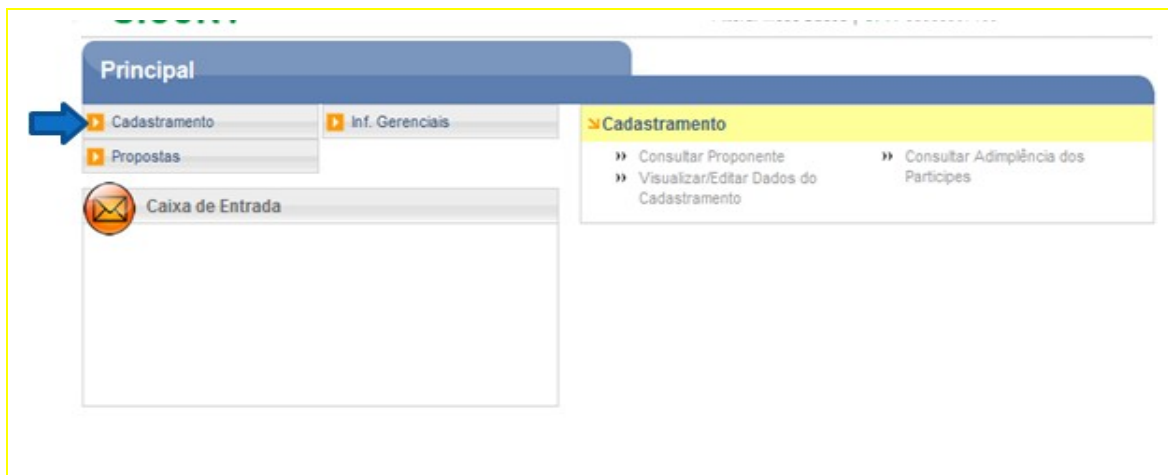 Principal
Cadastramento
Inf. Gerenciais
Propostas
Caixa de Entrada
Cadastramento
Consultar Proponente
Visualizar/Editar Dados do
Cadastramento
Consultar Adimplência dos
Participes